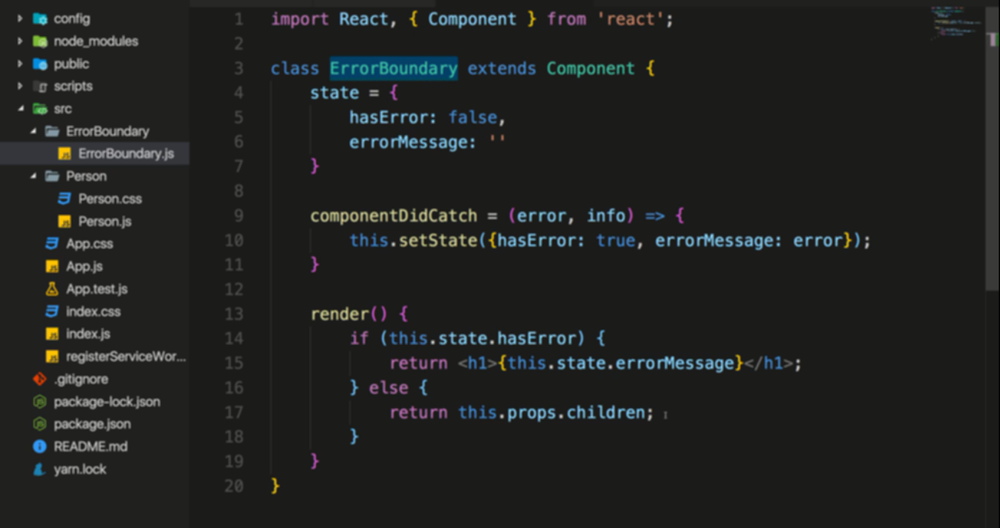 config
node_modules
public
scripts
src
ErrorBoundary
ErrorBoundary.js
Person
Person.css
Person.js
App.css
App.js
App.test.js
index.css
index.js
registerServiceWor...
.gitignore
package-lock.json
package.json
README.md
yarn.lock
1 import React, { Component } from 'react';
2
3 class ErrorBoundary extends Component {
4 state = {
5 hasError: false,
6 errorMessage: ''
7 }
8
9 componentDidCatch = (error, info) => {
10 this.setState({hasError: true, errorMessage: error});
11 }
12
13 render() {
14 if (this.state.hasError) {
15 return <h1>{this.state.errorMessage}</h1>;
16 } else {
17 return this.props.children;
18 }
19 }
20 }